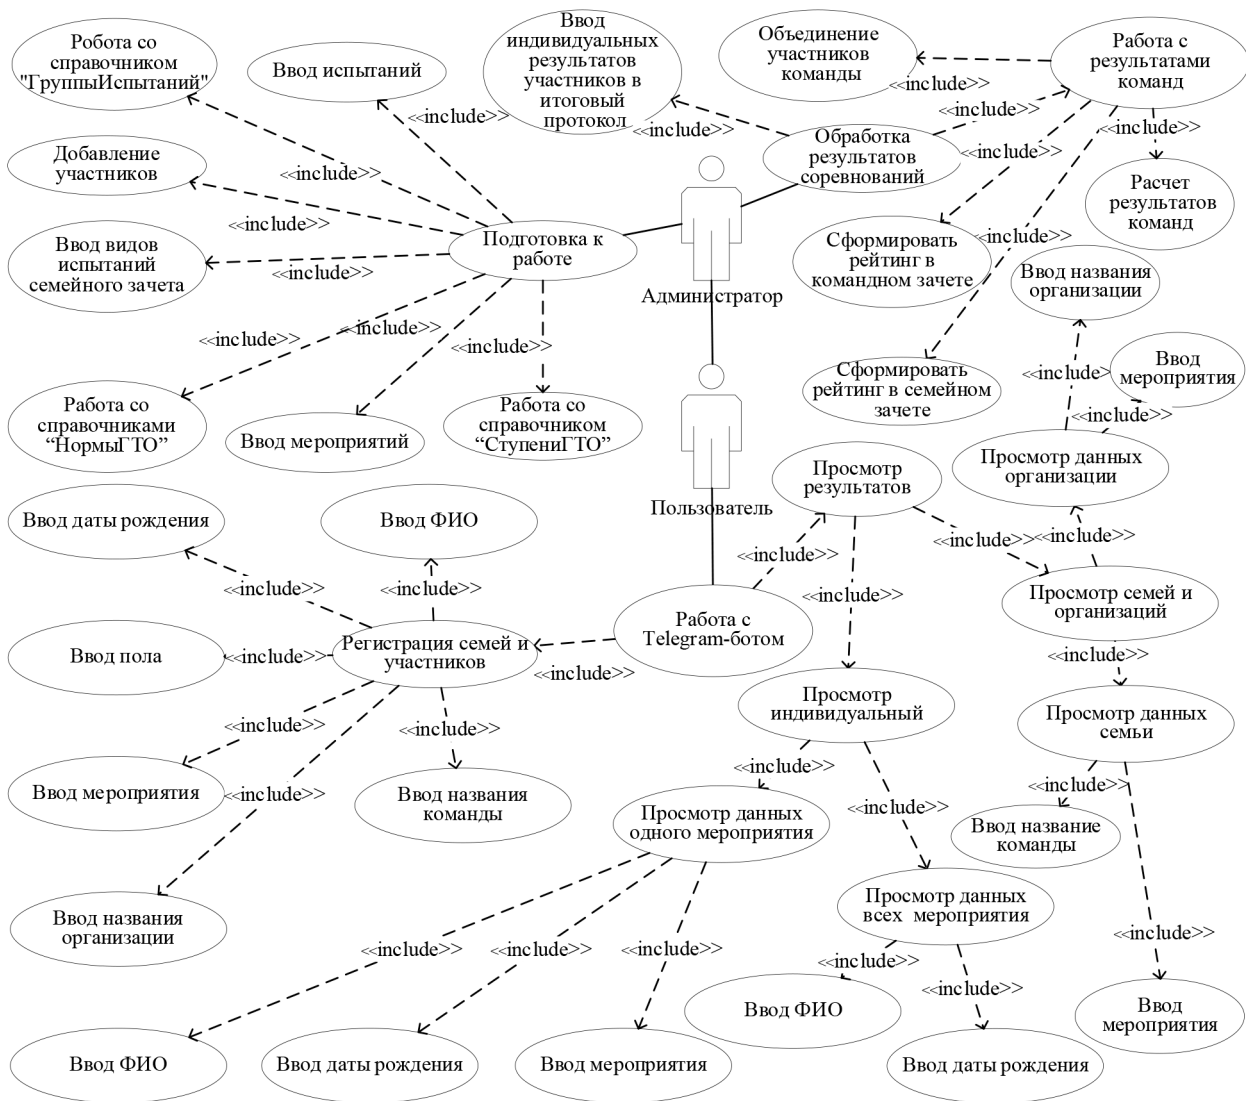 Робота со
справочником
"ГруппыИспытаний"
Ввод испытаний
<<include>>
Ввод
индивидуальных
результатов
участников в
итоговый
протокол
<<include>>
Объединение
участников
команды
<<include>>
Работа с
результатами
команд
<<include>>
<<include>>
<<include>>
Обработка
результатов
соревнований
Добавление
участников
<<include>>
<<include>>
Расчет
результатов
команд
Ввод видов
испытаний
семейного зачета
<<include>>
Подготовка к
работе
Администратор
Сформировать
рейтинг в
командном зачете
<<include>>
Ввод названия
организации
<<include>>
<<include>>
<<include>>
Сформировать
рейтинг в семейном
зачете
<<include>
Ввод
мероприятия
<<include>>
Работа со
справочниками
“НормыГТО”
Ввод мероприятий
Работа со
справочником
“СтупениГТО”
Просмотр
результатов
Просмотр данных
организации
Пользователь
Ввод даты рождения
Ввод ФИО
<<include>>
<<include>>
<<include>>
<<include>>
<<include>>
Просмотр семей и
организаций
<<include>>
Работа с
Telegram-ботом
Регистрация семей и
участников
Ввод пола
<<include>>
<<include>>
<<include>>
<<include>>
Просмотр
индивидуальный
Просмотр данных
семьи
<<include>>
<<include>>
<<include>>
<<include>>
Ввод мероприятия
<<include>>
Ввод названия
команды
Просмотр данных
одного мероприятия
<<include>>
Ввод название
команды
Ввод названия
организации
Просмотр данных
всех мероприятия
<<include>>
<<include>>
<<include>>
<<include>>
<<include>>
<<include>>
Ввод ФИО
Ввод
мероприятия
Ввод ФИО
Ввод даты рождения
Ввод мероприятия
Ввод даты рождения